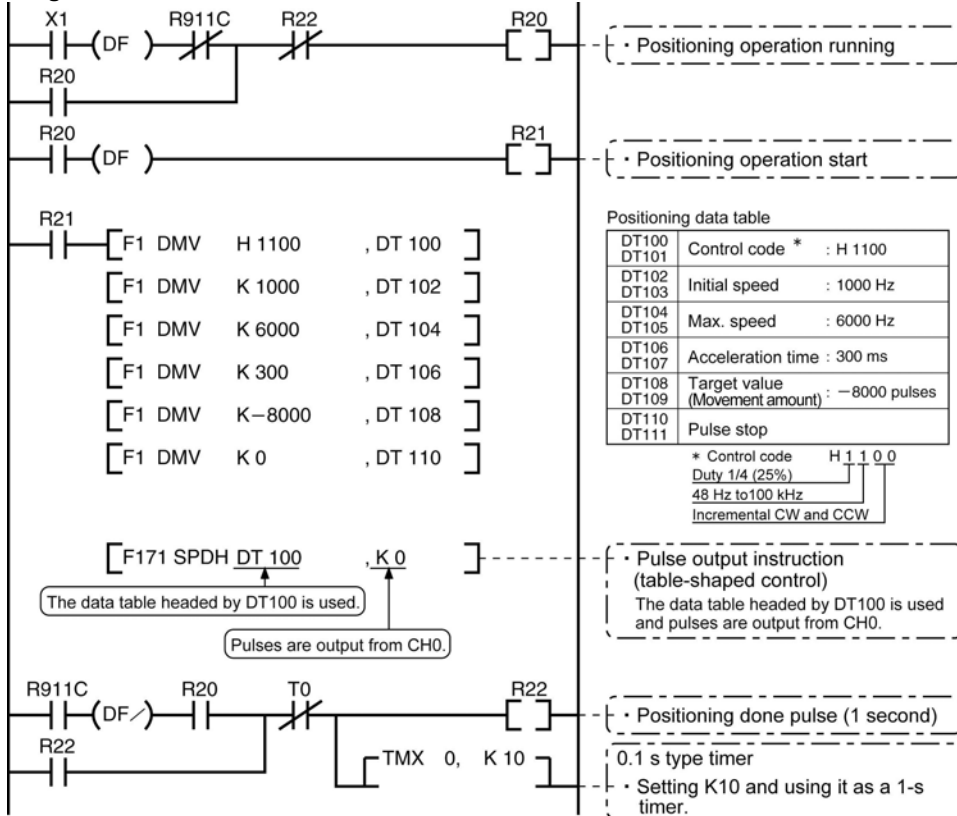 X1 R911C R22 R20
(DF )
· Positioning operation running
R20
R20 R21
(DF )
· Positioning operation start
R21
F1 DMV H 1100 , DT 100
F1 DMV K 1000 , DT 102
F1 DMV K 6000 , DT 104
F1 DMV K 300 , DT 106
F1 DMV K−8000 , DT 108
F1 DMV K 0 , DT 110
Positioning data table
DT100
DT101
Control code * : H 1100
DT102
DT103
Initial speed : 1000 Hz
DT104
DT105
Max. speed : 6000 Hz
DT106
DT107
Acceleration time : 300 ms
DT108
DT109
Target value
(Movement amount) : −8000 pulses
DT110
DT111
Pulse stop
* Control code H 1 1 0 0
Duty 1/4 (25%)
48 Hz to100 kHz
Incremental CW and CCW
F171 SPDH DT 100 , K 0
The data table headed by DT100 is used.
Pulses are output from CH0.
· Pulse output instruction
(table-shaped control)
The data table headed by DT100 is used
and pulses are output from CH0.
R911C R20 T0 R22
(DF/)
· Positioning done pulse (1 second)
R22
TMX 0, K 10
0.1 s type timer
· Setting K10 and using it as a 1-s
timer.